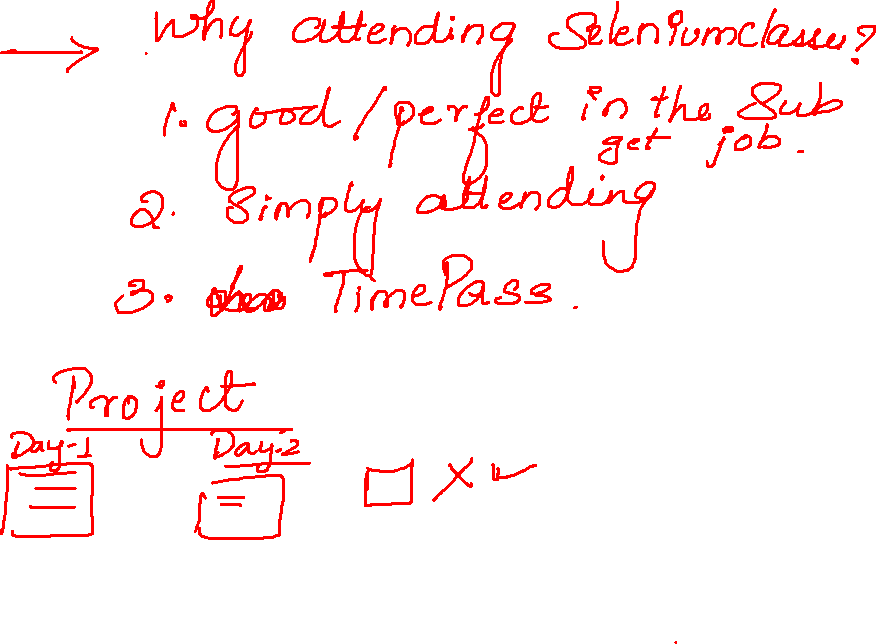 Why attending Seleniumclasses?
1. good/perfect in the Sub
get job.
2. Simply attending
3. TimePass.
Project
Day-1 Day-2